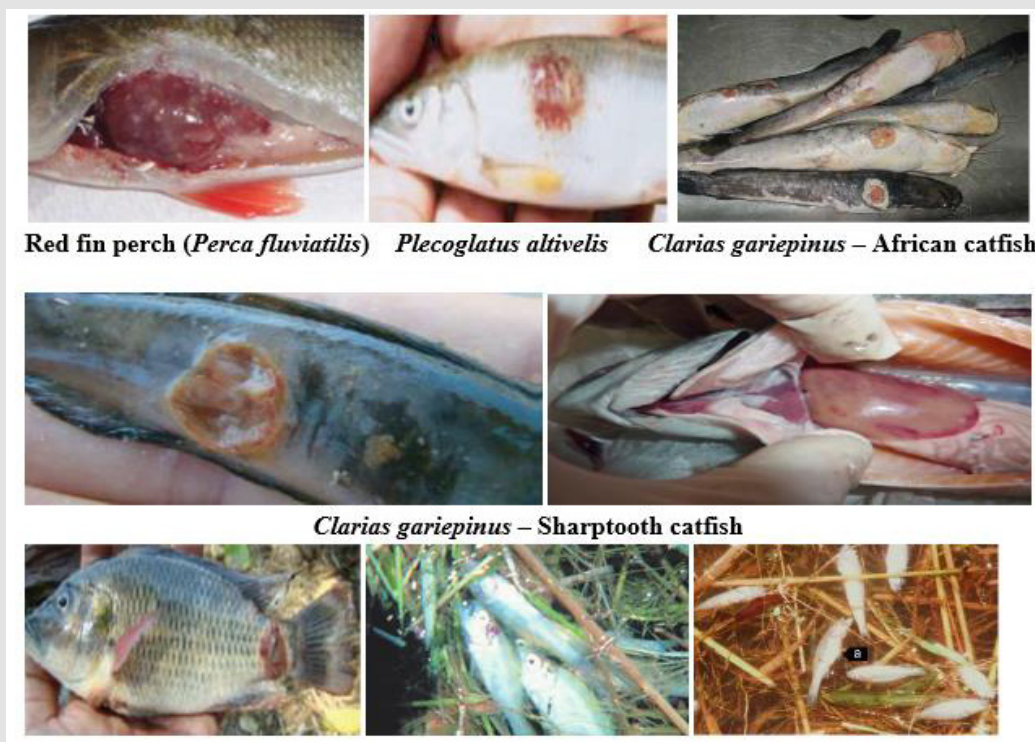 Red fin perch (Perca fluviatilis) Plecoglatus altivelis Clarias gariepinus – African catfish
Clarias gariepinus – Sharptooth catfish
a